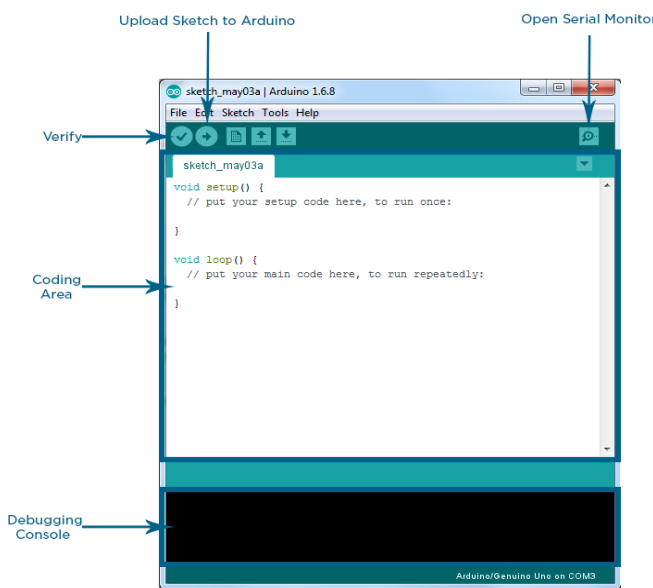 Upload Sketch to Arduino
Open Serial Monitor
sketch_may03a | Arduino 1.6.8
File Edit Sketch Tools Help
Verify
sketch_may03a
void setup() {
// put your setup code here, to run once:
}
void loop() {
// put your main code here, to run repeatedly:
}
Coding
Area
Debugging
Console
Arduino/Genuino Uno on COM3